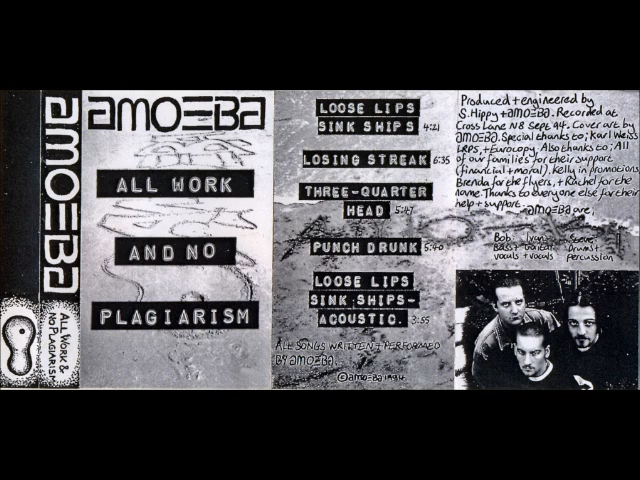 amoeba
ALL WORK &
NO PLAGIARISM
amoeba
ALL WORK
AND NO
PLAGIARISM
LOOSE LIPS
SINK SHIPS 4:21
LOSING STREAK 6:35
THREE-QUARTER
HEAD 5:47
PUNCH DRUNK 5:40
LOOSE LIPS
SINK SHIPS-
ACOUSTIC. 3:55
ALL SONGS WRITTEN + PERFORMED
BY amoeba.
© amoeba 1994.
Produced + engineered by
S. Hippy + amoeba. Recorded at
Cross Lane N8 Sept 94. Cover art by
amoeba. Special thanks to; Karl Weiss
LRPS, + Eurocopy. Also thanks to; All
of our families for their support
(financial + moral), Kelly in promotions,
Brenda for the flyers, + Rachel for the
name. Thanks to everyone else for their
help + support. amoeba are,
Bob Ivan Steve
bass + guitar drums +
vocals + vocals percussion